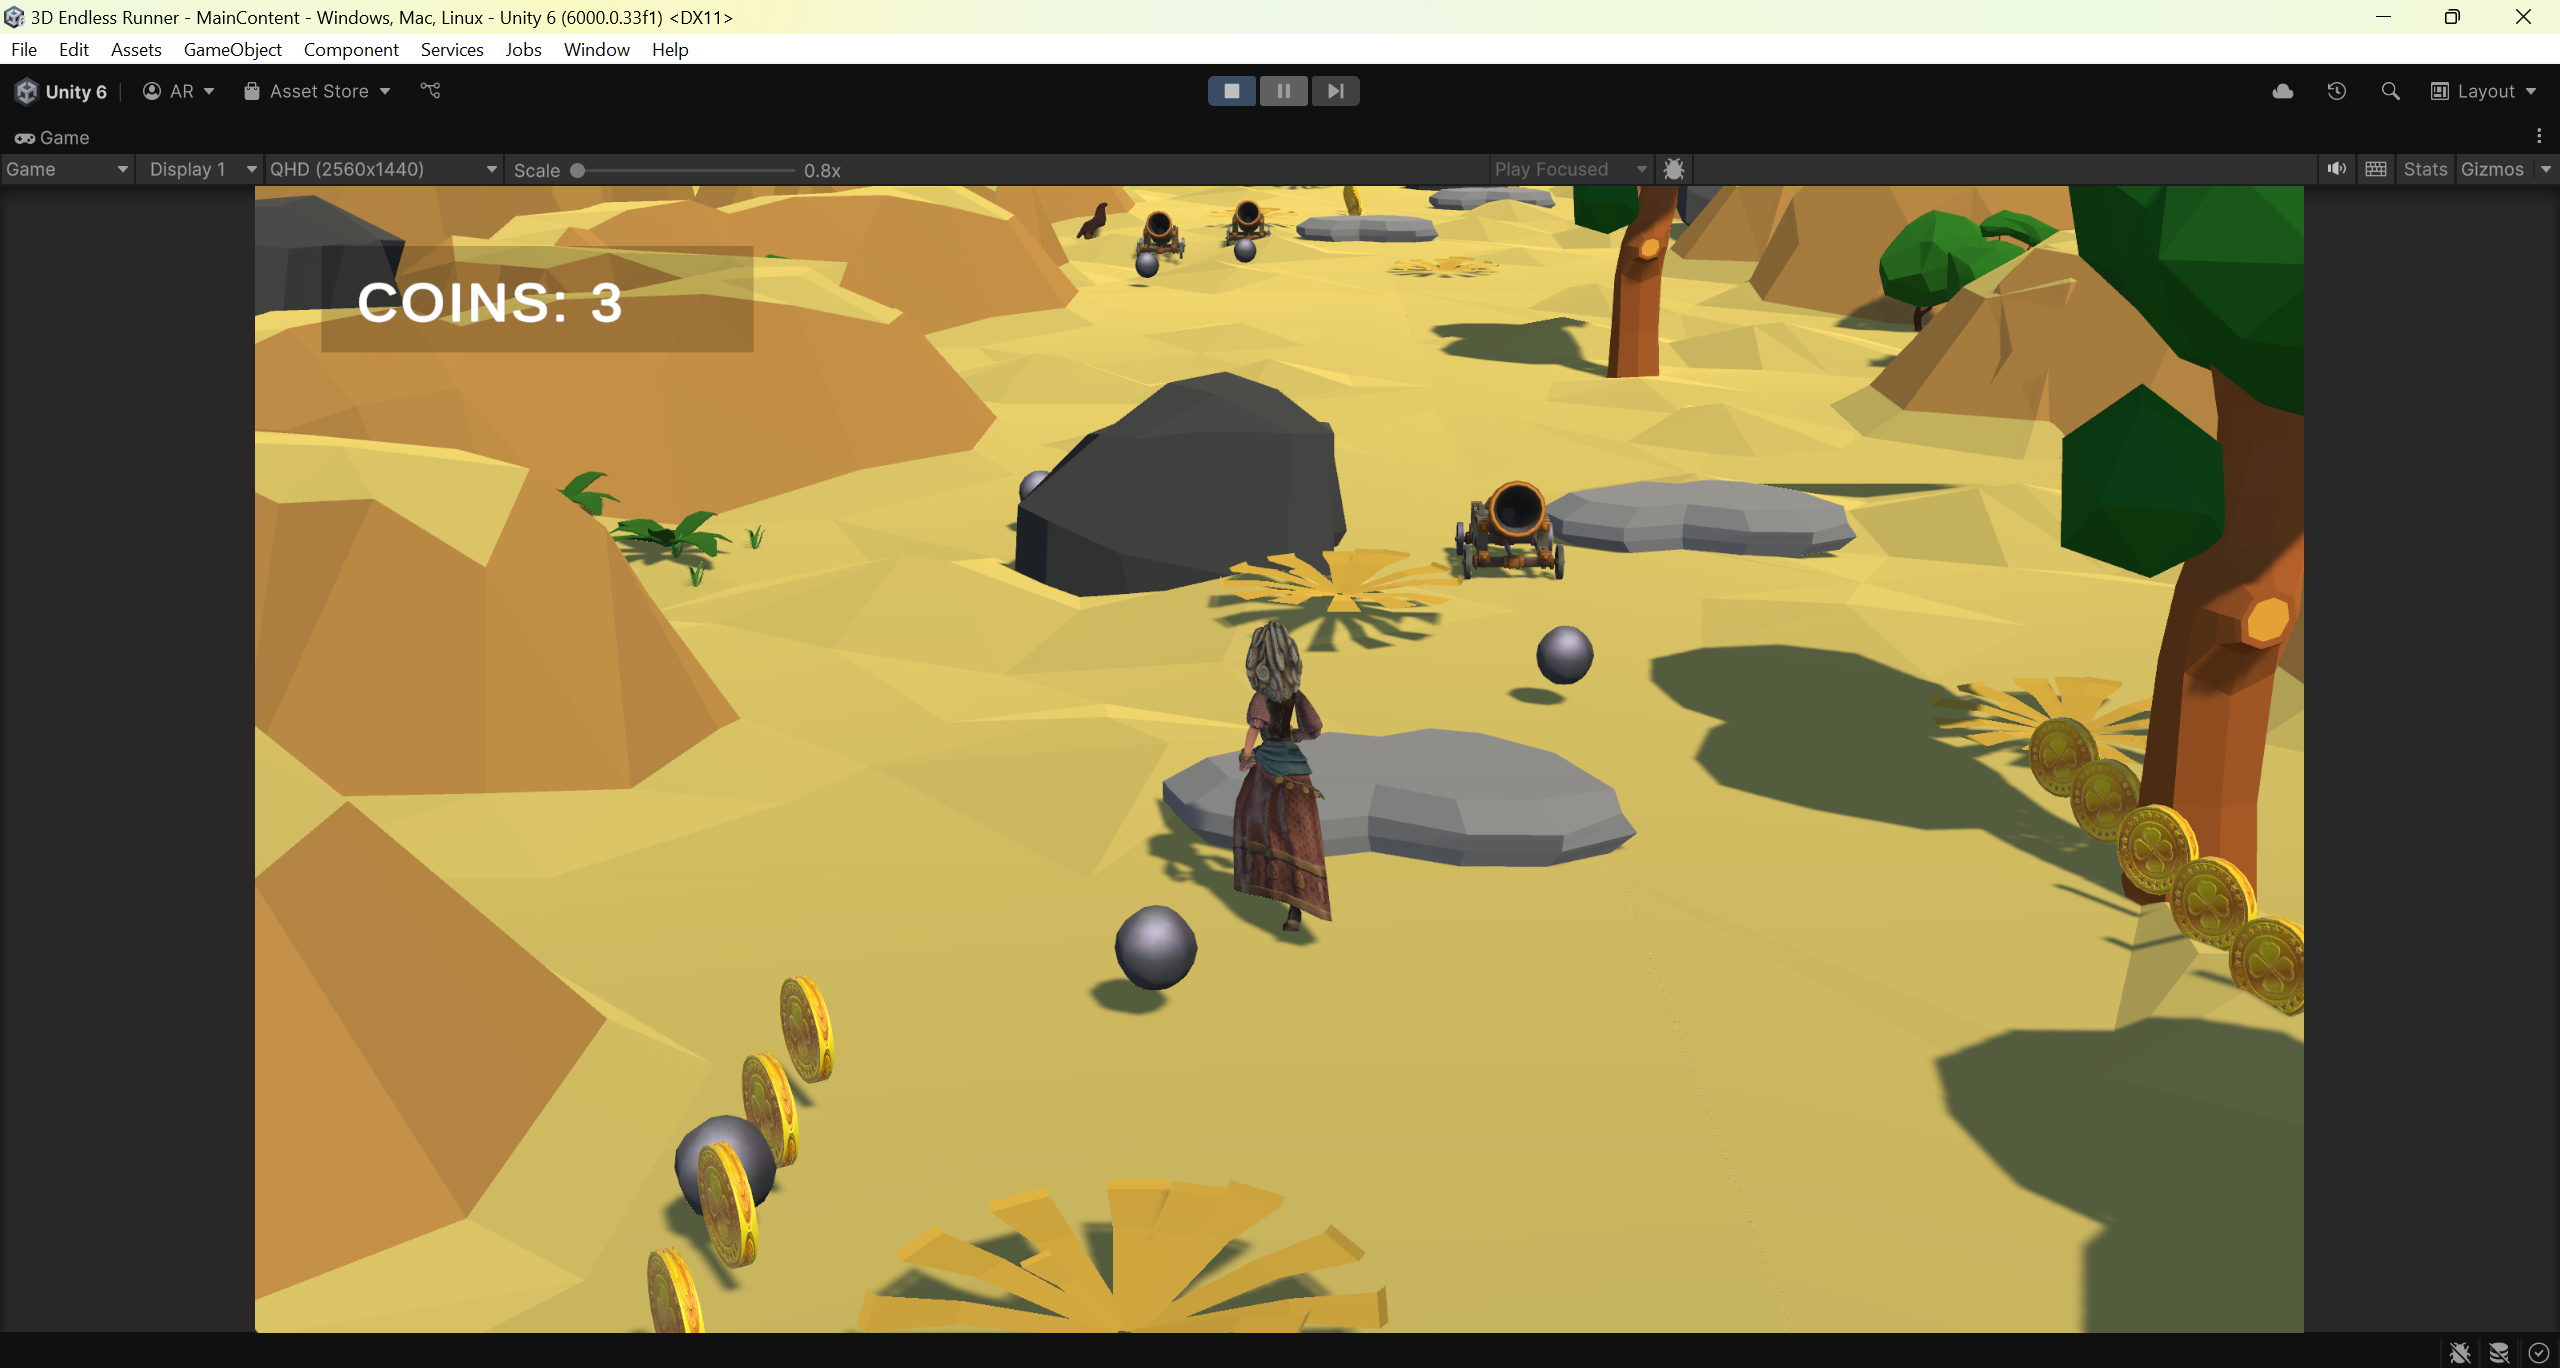 3D Endless Runner - MainContent - Windows, Mac, Linux - Unity 6 (6000.0.33f1) <DX11>
File Edit Assets GameObject Component Services Jobs Window Help
Unity 6 AR Asset Store Layout
Game
Game Display 1 QHD (2560x1440) Scale 0.8x Play Focused Stats Gizmos
COINS: 3